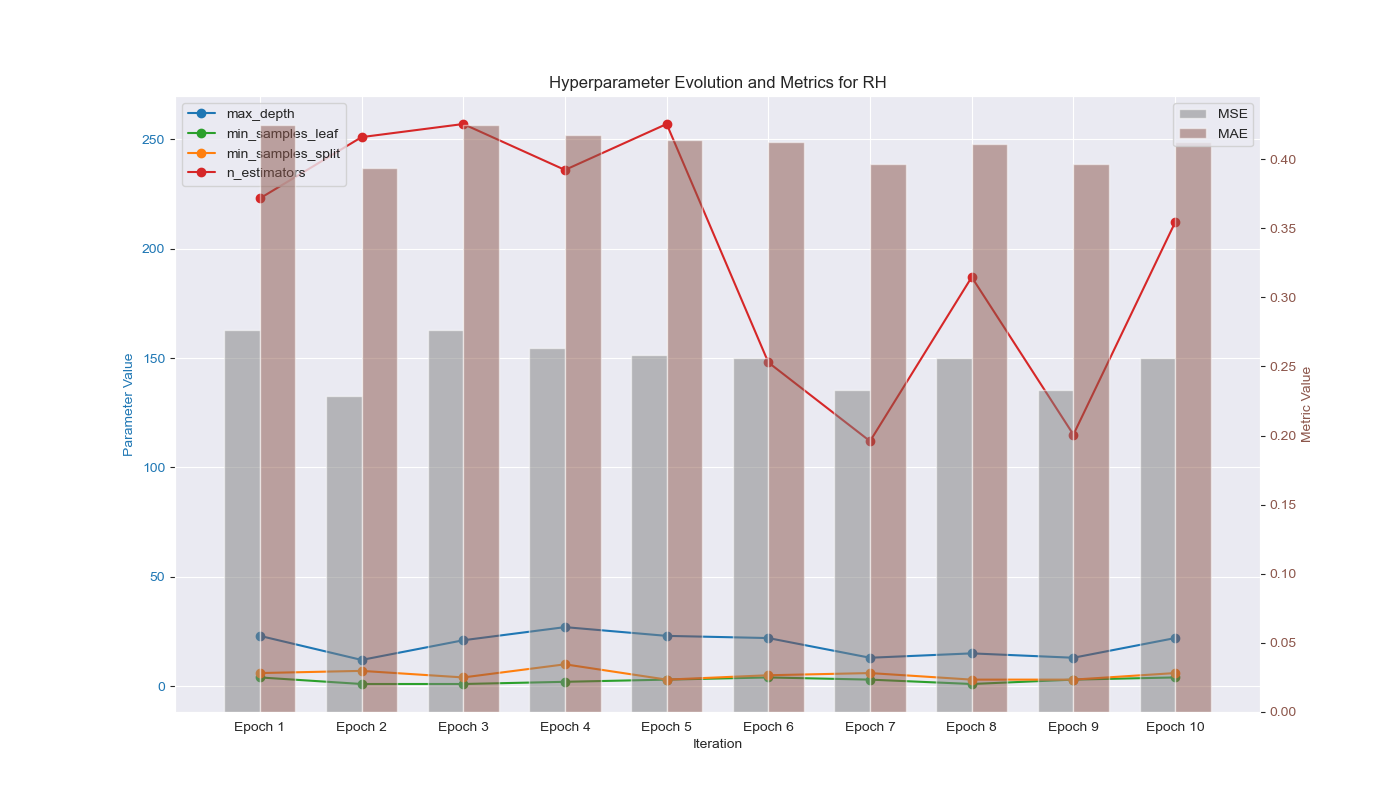 Hyperparameter Evolution and Metrics for RH
max_depth
min_samples_leaf
min_samples_split
n_estimators
MSE
MAE
250
200
150
100
50
0
Parameter Value
0.40
0.35
0.30
0.25
0.20
0.15
0.10
0.05
0.00
Metric Value
Epoch 1 Epoch 2 Epoch 3 Epoch 4 Epoch 5 Epoch 6 Epoch 7 Epoch 8 Epoch 9 Epoch 10
Iteration